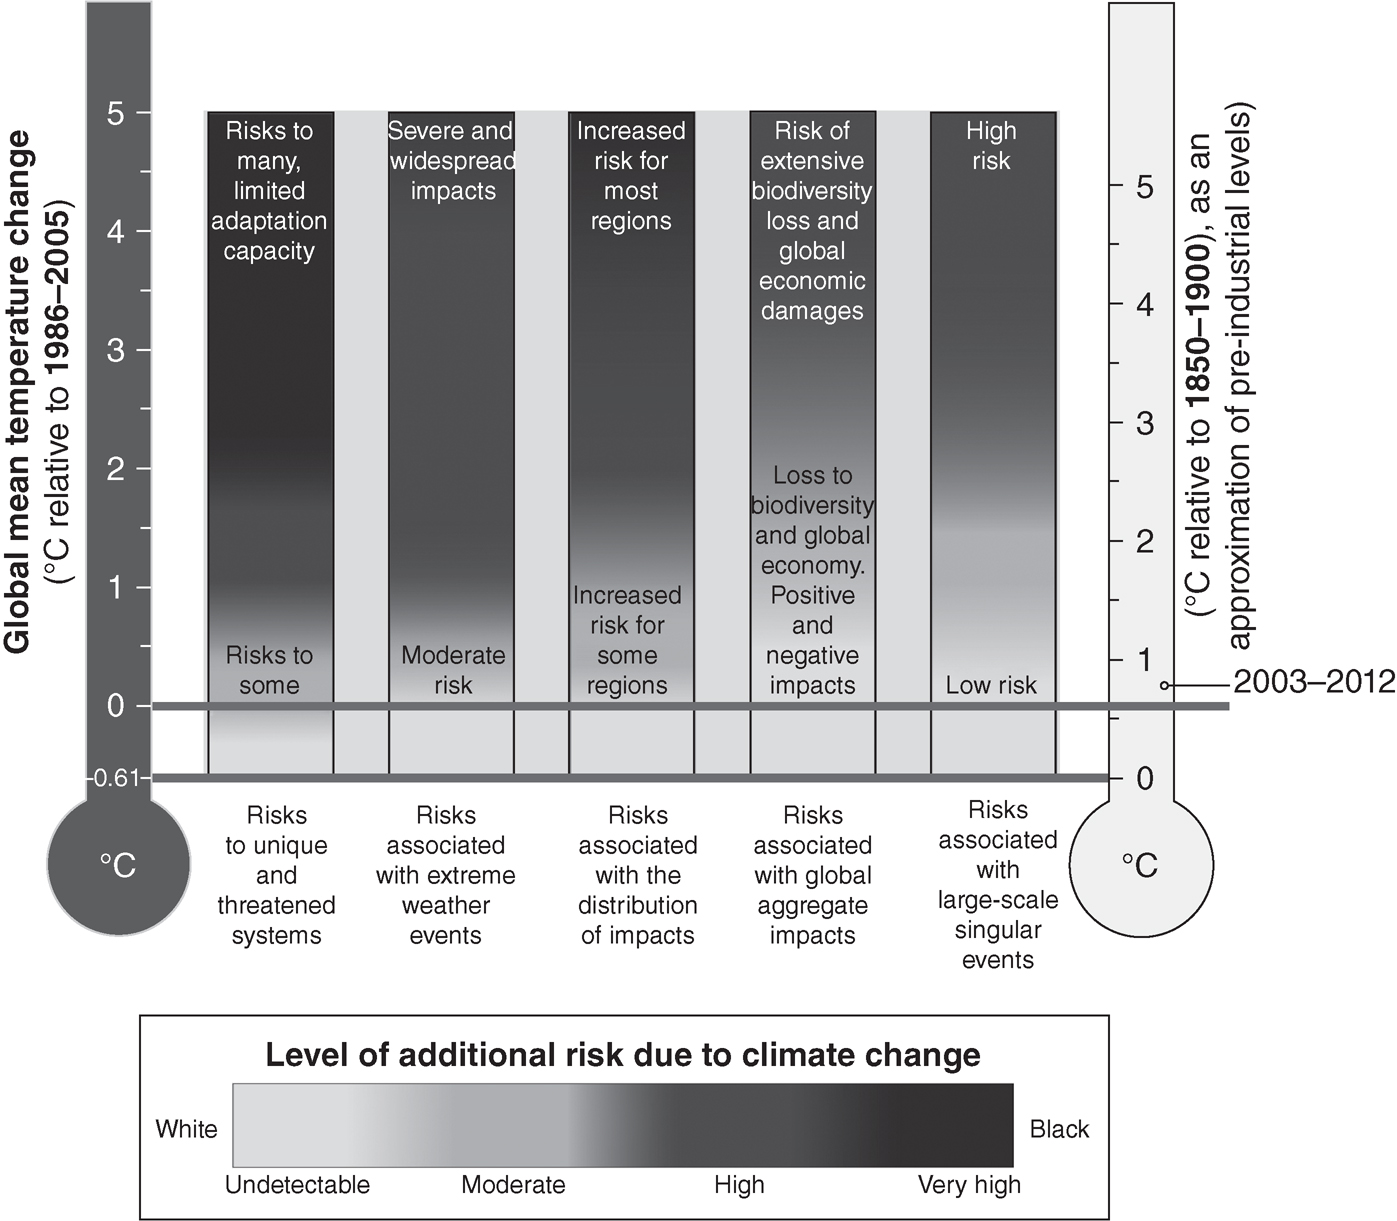 Global mean temperature change
(°C relative to 1986–2005)
5
4
3
2
1
0
-0.61
°C
Risks to
many,
limited
adaptation
capacity
Risks to
some
Severe and
widespread
impacts
Moderate
risk
Increased
risk for
most
regions
Increased
risk for
some
regions
Risk of
extensive
biodiversity
loss and
global
economic
damages
Loss to
biodiversity
and global
economy.
Positive
and
negative
impacts
High
risk
Low risk
5
4
3
2
1
0
°C
(°C relative to 1850–1900), as an
approximation of pre-industrial levels)
2003–2012
Risks
to unique
and
threatened
systems
Risks
associated
with extreme
weather
events
Risks
associated
with the
distribution
of impacts
Risks
associated
with global
aggregate
impacts
Risks
associated
with
large-scale
singular
events
Level of additional risk due to climate change
White
Black
Undetectable
Moderate
High
Very high